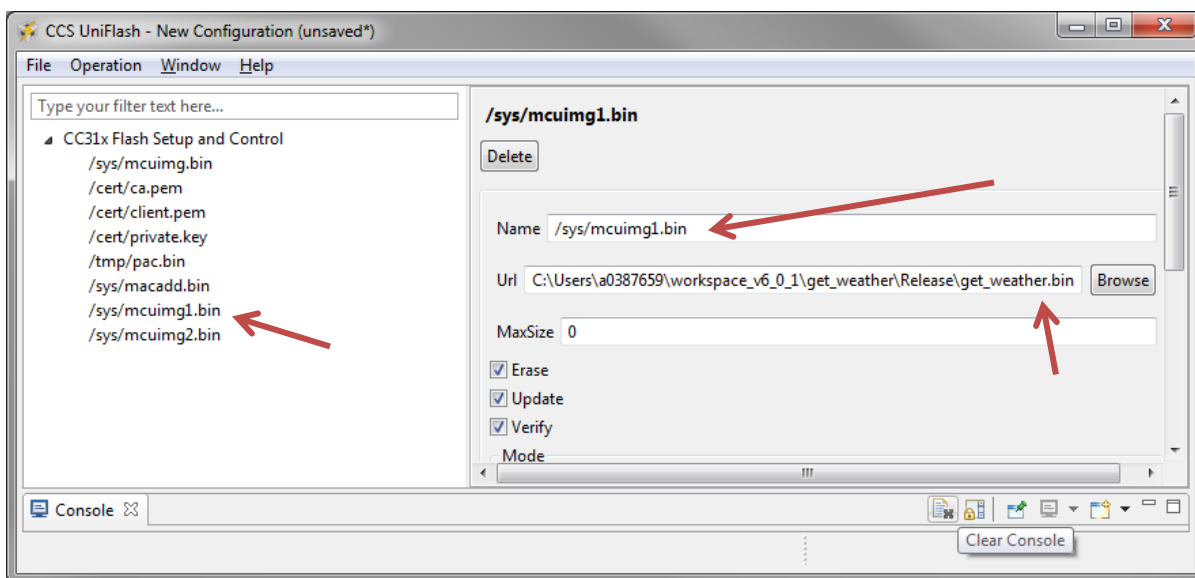 CCS UniFlash - New Configuration (unsaved*)
File Operation Window Help
Type your filter text here...
CC31x Flash Setup and Control
/sys/mcuimg.bin
/cert/ca.pem
/cert/client.pem
/cert/private.key
/tmp/pac.bin
/sys/macadd.bin
/sys/mcuimg1.bin
/sys/mcuimg2.bin
/sys/mcuimg1.bin
Delete
Name /sys/mcuimg1.bin
Url C:\Users\a0387659\workspace_v6_0_1\get_weather\Release\get_weather.bin Browse
MaxSize 0
Erase
Update
Verify
Mode
Console
Clear Console